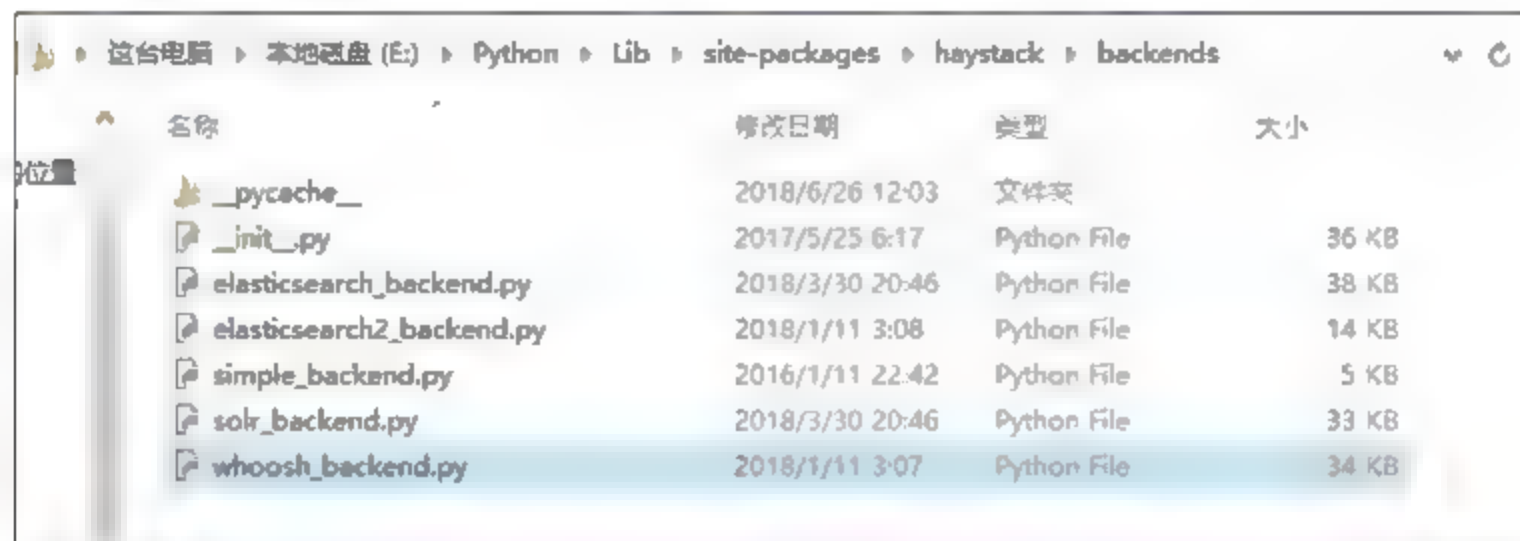 这台电脑 本地磁盘 (E:) Python Lib site-packages haystack backends
名称 修改日期 类型 大小
位置
__pycache__ 2018/6/26 12:03 文件夹
__init__.py 2017/5/25 6:17 Python File 36 KB
elasticsearch_backend.py 2018/3/30 20:46 Python File 38 KB
elasticsearch2_backend.py 2018/1/11 3:08 Python File 14 KB
simple_backend.py 2016/1/11 22:42 Python File 5 KB
solr_backend.py 2018/3/30 20:46 Python File 33 KB
whoosh_backend.py 2018/1/11 3:07 Python File 34 KB